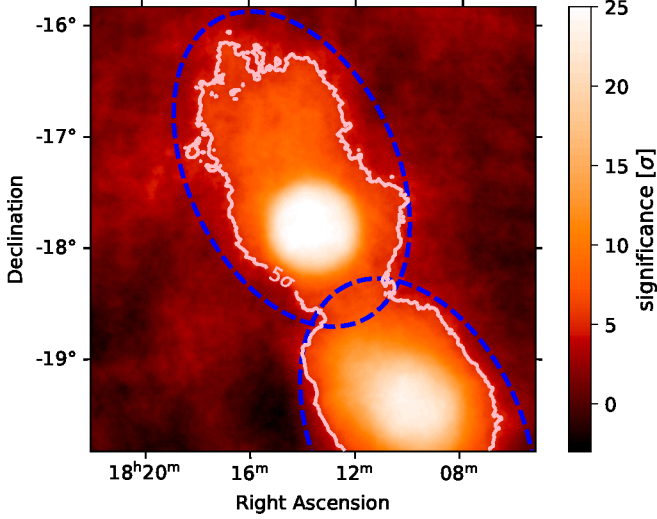 -16°
-17°
-18°
-19°
Declination
5σ
18ʰ20ᵐ 16ᵐ 12ᵐ 08ᵐ
Right Ascension
25
20
15
10
5
0
significance [σ]